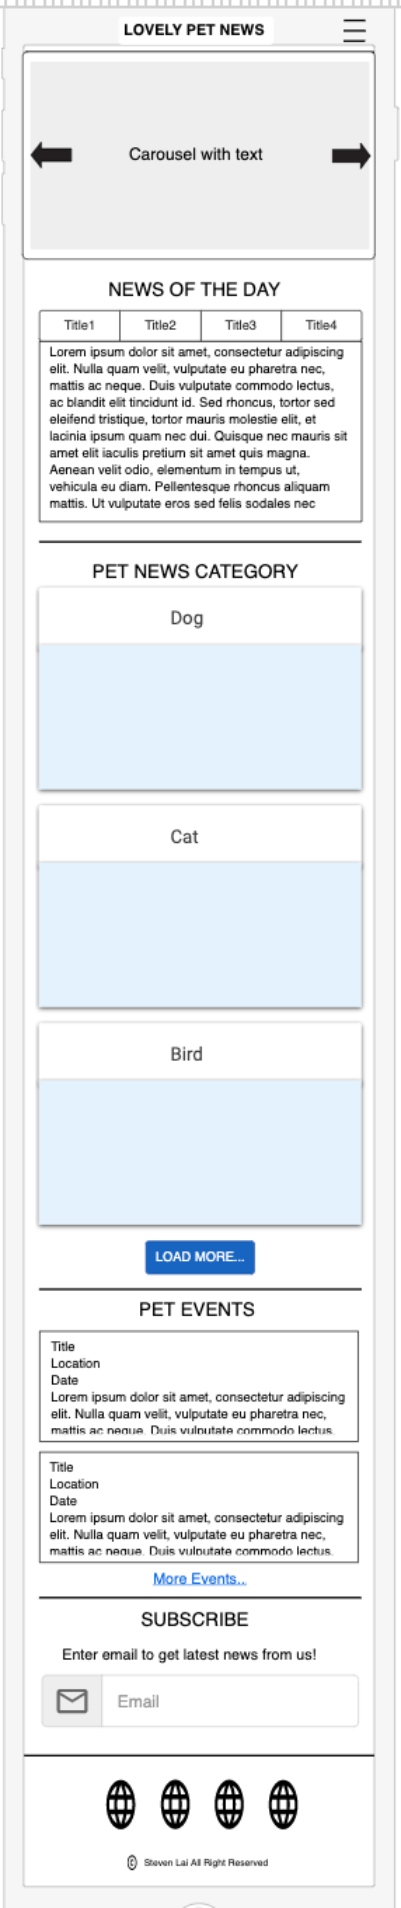 LOVELY PET NEWS
Carousel with text
NEWS OF THE DAY
Title1 Title2 Title3 Title4
Lorem ipsum dolor sit amet, consectetur adipiscing
elit. Nulla quam velit, vulputate eu pharetra nec,
mattis ac neque. Duis vulputate commodo lectus,
ac blandit elit tincidunt id. Sed rhoncus, tortor sed
eleifend tristique, tortor mauris molestie elit, et
lacinia ipsum quam nec dui. Quisque nec mauris sit
amet elit iaculis pretium sit amet quis magna.
Aenean velit odio, elementum in tempus ut,
vehicula eu diam. Pellentesque rhoncus aliquam
mattis. Ut vulputate eros sed felis sodales nec
PET NEWS CATEGORY
Dog
Cat
Bird
LOAD MORE...
PET EVENTS
Title
Location
Date
Lorem ipsum dolor sit amet, consectetur adipiscing
elit. Nulla quam velit, vulputate eu pharetra nec,
mattis ac neque. Duis vulputate commodo lectus,
Title
Location
Date
Lorem ipsum dolor sit amet, consectetur adipiscing
elit. Nulla quam velit, vulputate eu pharetra nec,
mattis ac neque. Duis vulputate commodo lectus,
More Events..
SUBSCRIBE
Enter email to get latest news from us!
Email
© Steven Lai All Right Reserved